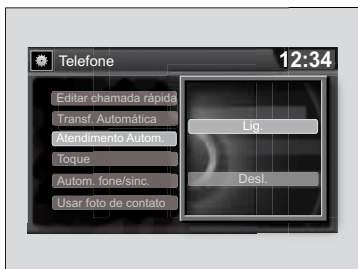 Telefone
12:34
Editar chamada rápida
Transf. Automática
Atendimento Autom.
Toque
Autom. fone/sinc.
Usar foto de contato
Lig.
Desl.